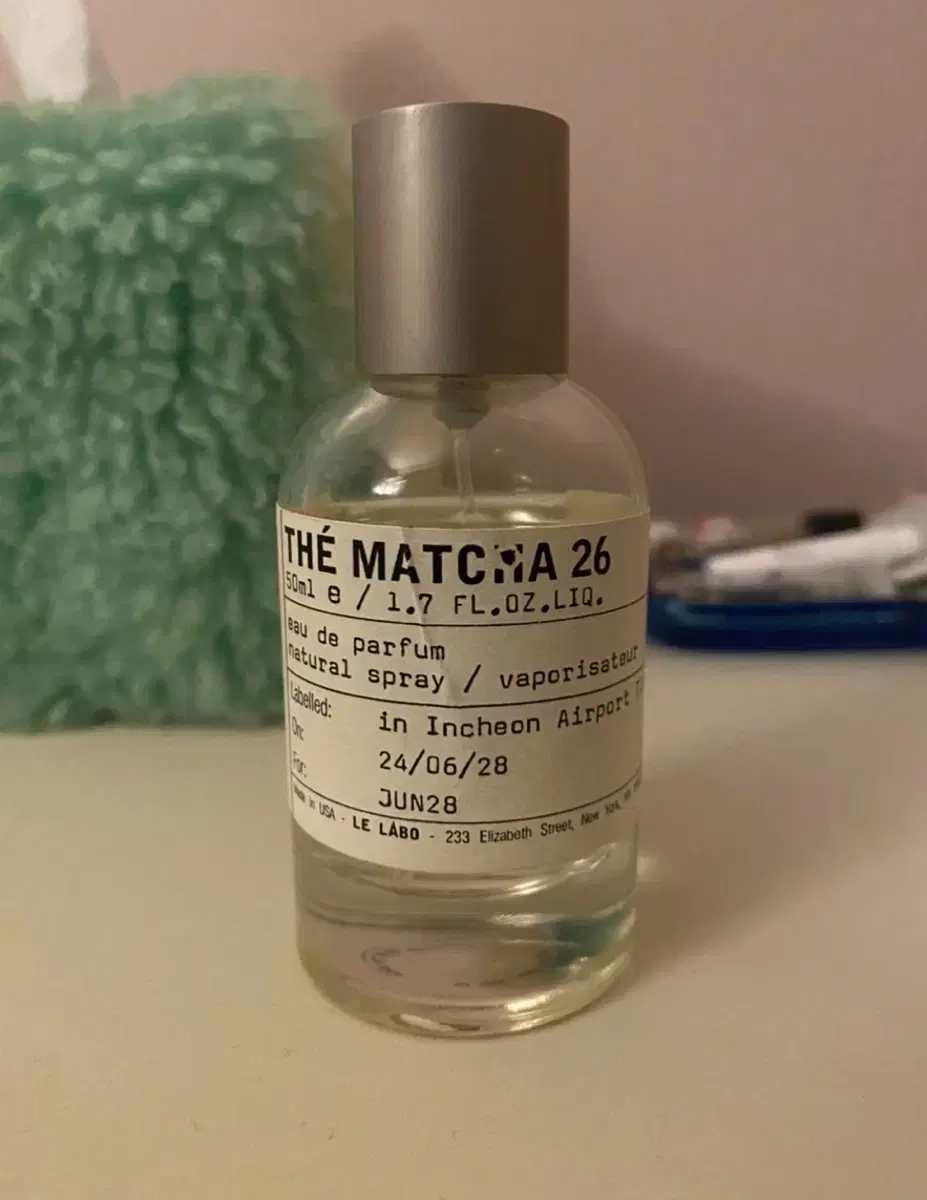 THÉ MATCHA 26
50ml e / 1.7 FL.OZ.LIQ.
eau de parfum
natural spray / vaporisateur
Labelled: in Incheon Airport
On: 24/06/28
For: JUN28
Made in USA - LE LABO - 233 Elizabeth Street, New York,